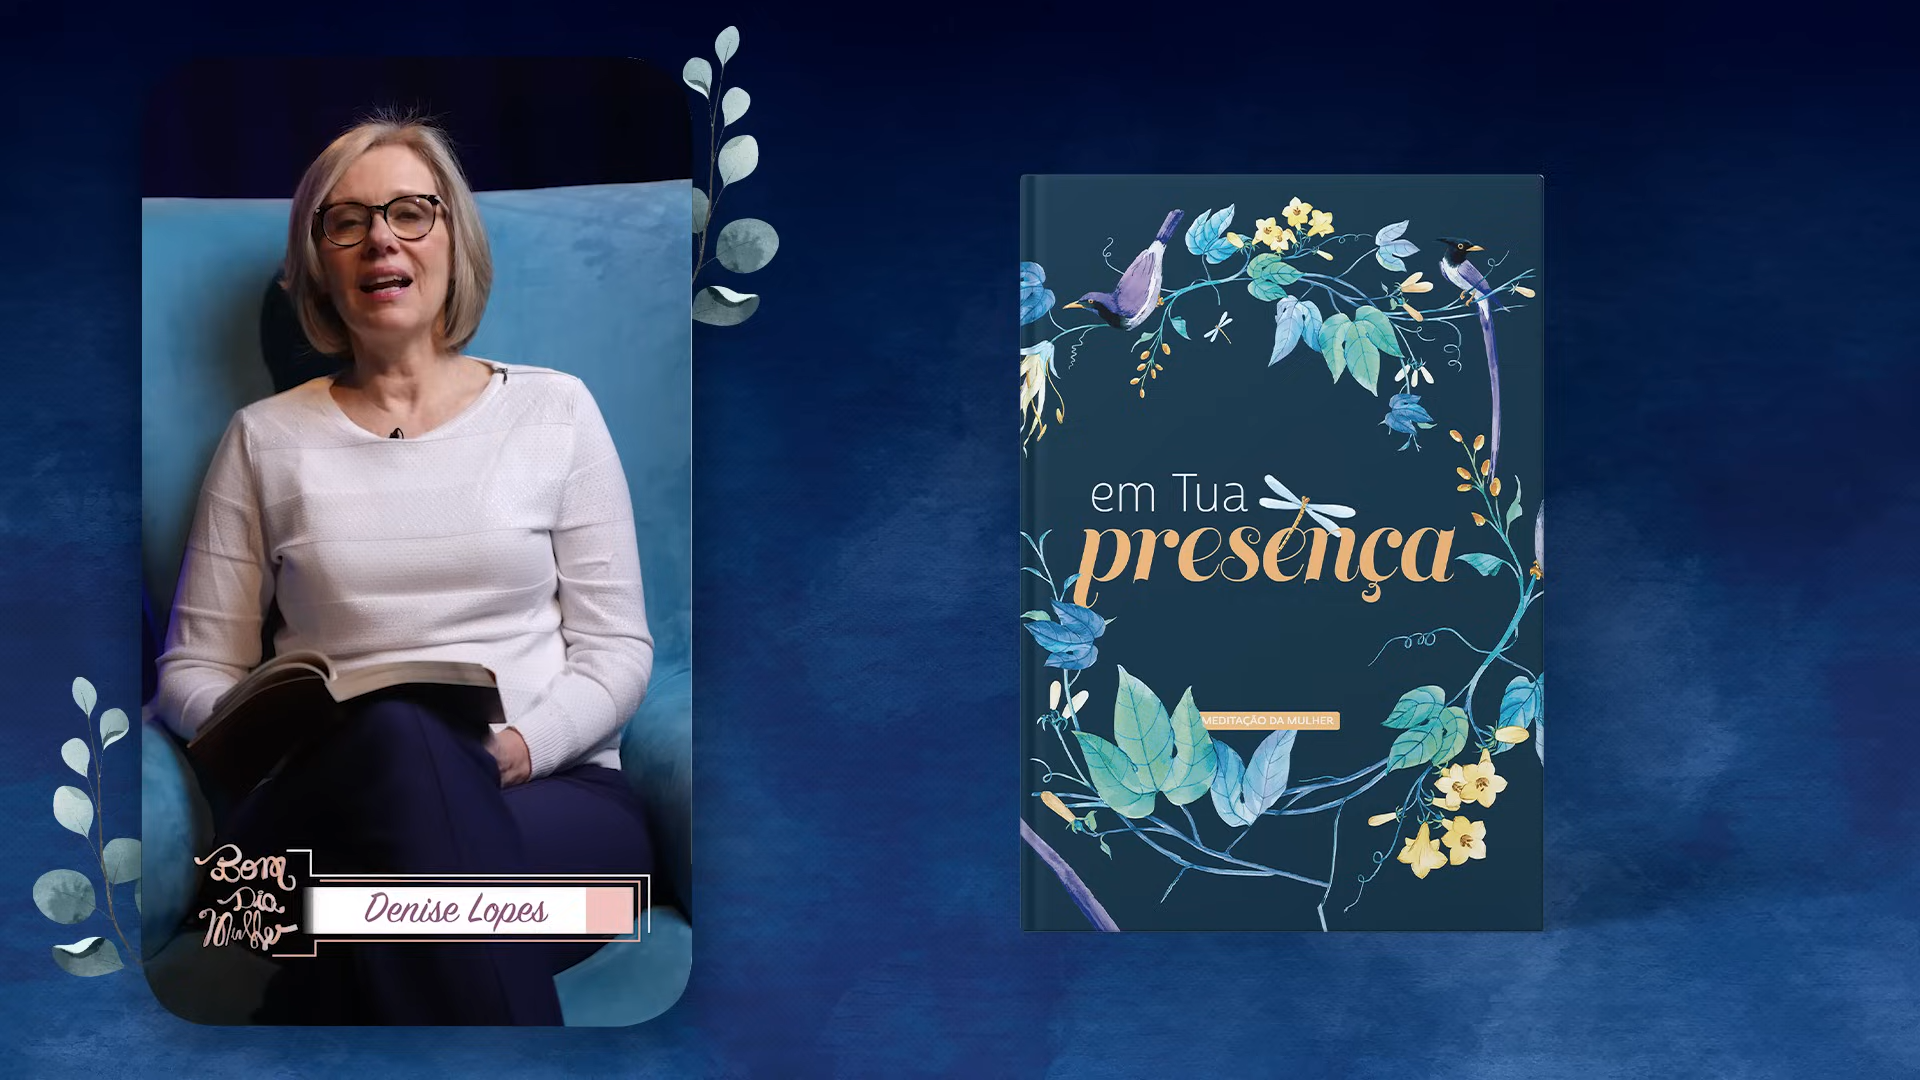 Bom
Dia
Mulher
Denise Lopes
em Tua
presença
MEDITAÇÃO DA MULHER